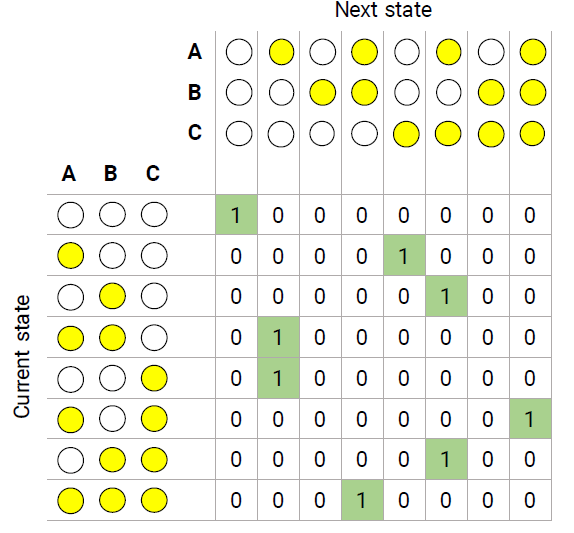 Next state
A
B
C
A B C
1 0 0 0 0 0 0 0
0 0 0 0 1 0 0 0
0 0 0 0 0 1 0 0
0 1 0 0 0 0 0 0
0 1 0 0 0 0 0 0
0 0 0 0 0 0 0 1
0 0 0 0 0 1 0 0
0 0 0 1 0 0 0 0
Current state